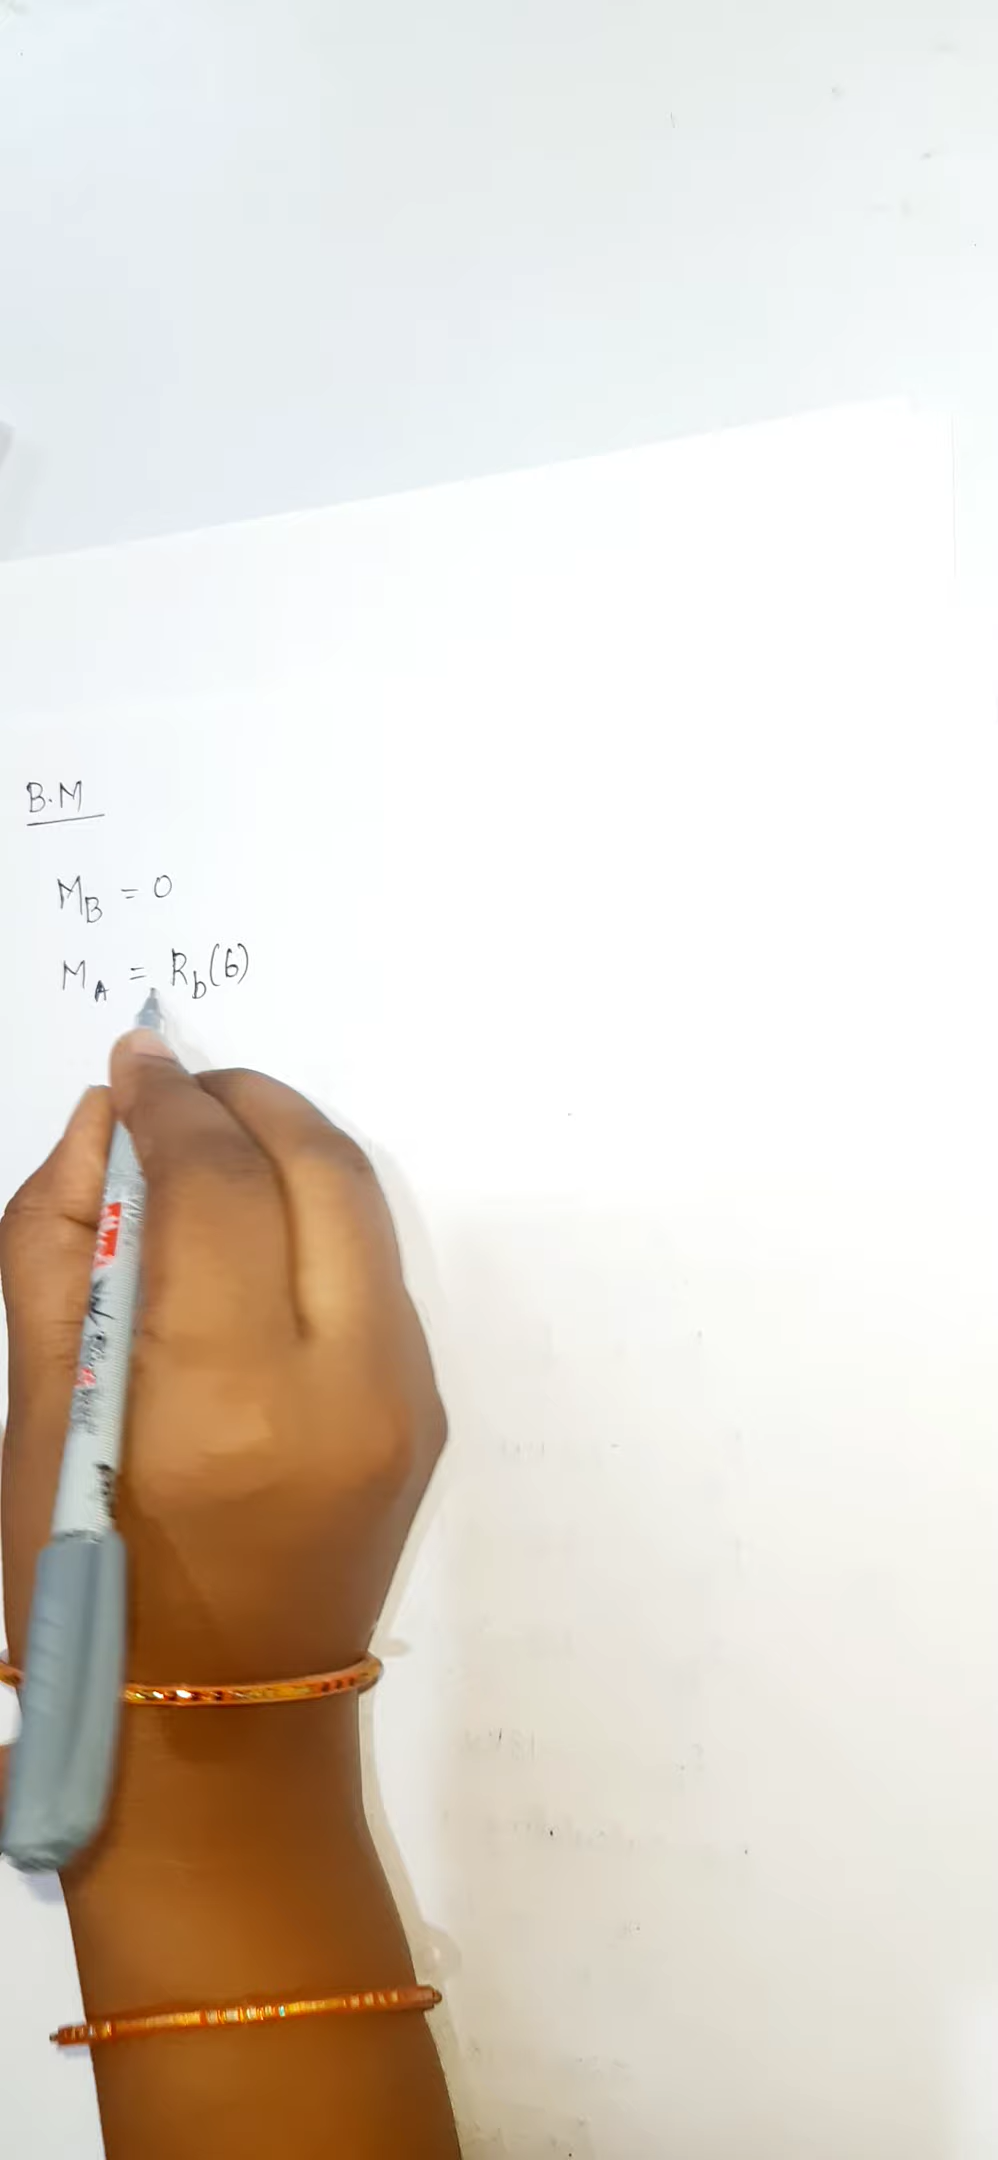 B.M
M_B = 0
M_A = R_b(6)